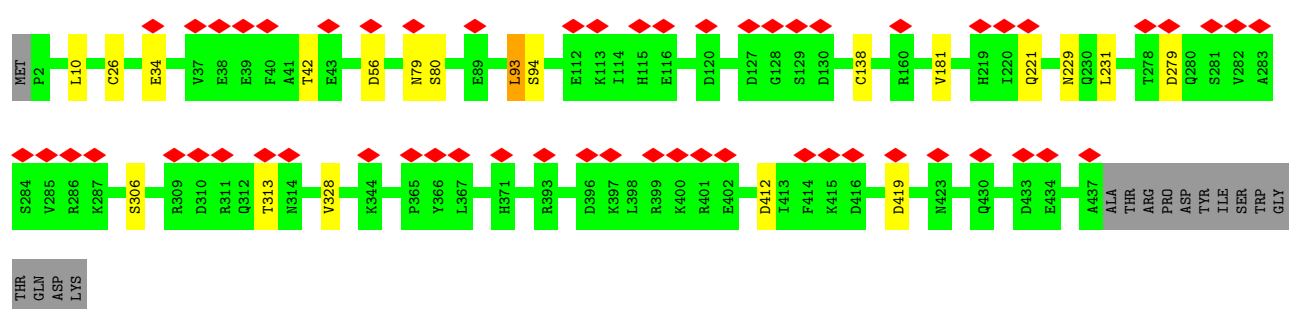 MET P2 L10 C26 E34 V37 E38 E39 F40 A41 T42 E43 D56 N79 S80 E89 L93 S94 E112 K113 I114 H115 E116 D120 D127 G128 S129 D130 C138 R160 V181 H219 I220 Q221 N229 Q230 L231 T278 D279 Q280 S281 V282 A283
S284 V285 R286 K287 S306 R309 D310 R311 Q312 T313 N314 V328 K344 P365 Y366 L367 H371 R393 D396 K397 L398 R399 K400 R401 E402 D412 I413 F414 K415 D416 D419 N423 Q430 D433 E434 A437 ALA THR ARG PRO ASP TYR ILE SER TRP GLY
THR GLN ASP LYS